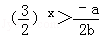 (3/2)^x > -a/2b